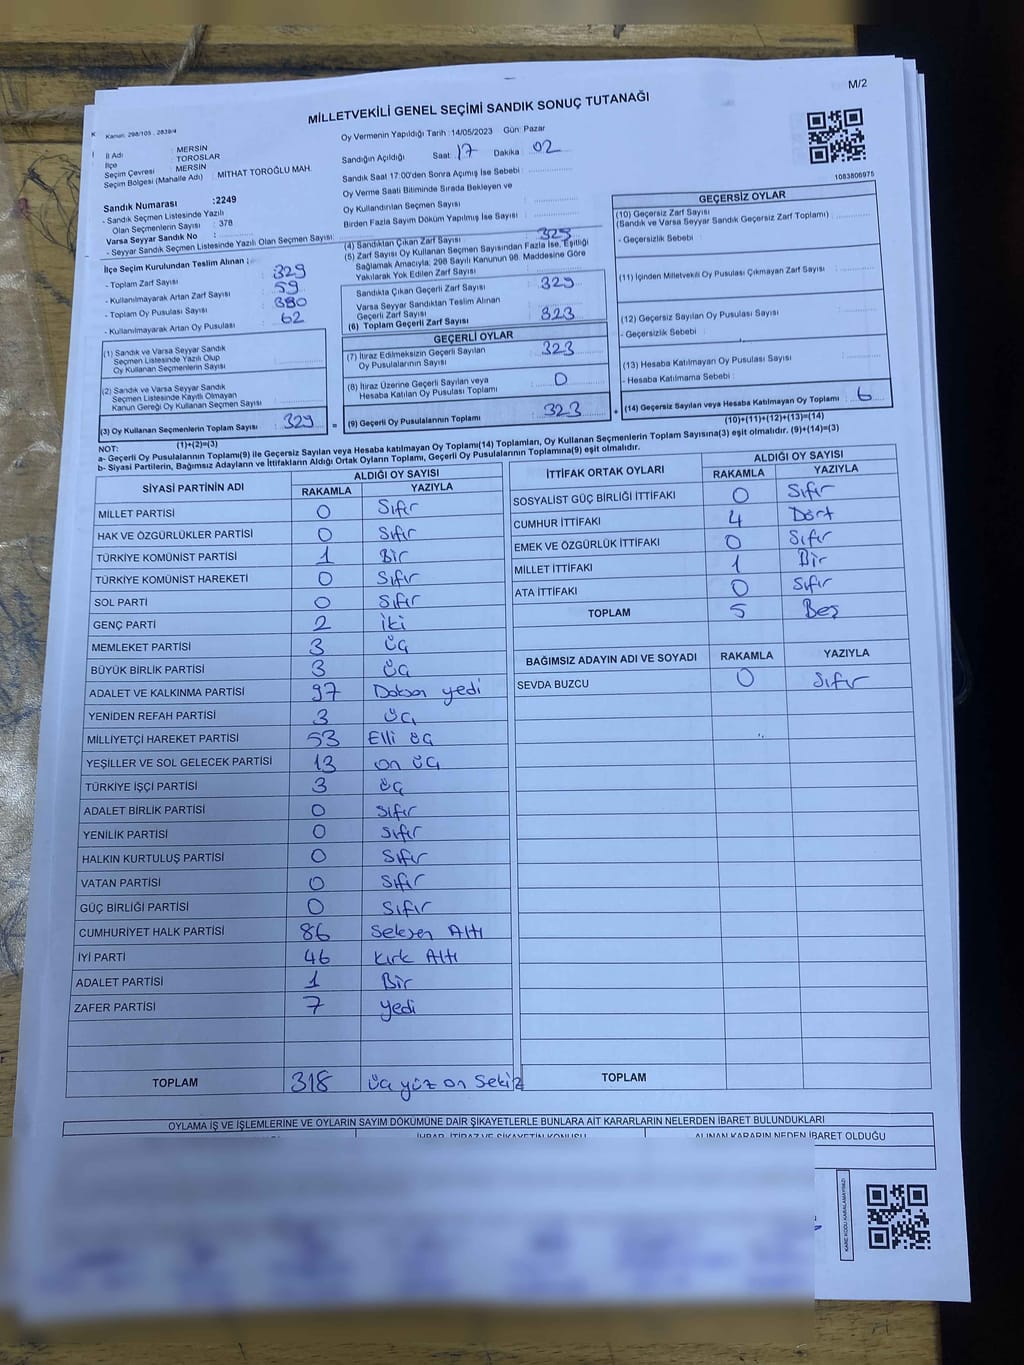 M/2
MİLLETVEKİLİ GENEL SEÇİMİ SANDIK SONUÇ TUTANAĞI
Kanun: 298/105 , 2839/4
Oy Vermenin Yapıldığı Tarih :14/05/2023 Gün: Pazar
İl Adı : MERSİN
İlçe : TOROSLAR
Seçim Çevresi : MERSİN
Seçim Bölgesi (Mahalle Adı) : MİTHAT TOROĞLU MAH.
Sandığın Açıldığı Saat 17 Dakika 02
Sandık Saat 17:00'den Sonra Açılmış İse Sebebi :
Oy Verme Saati Bitiminde Sırada Bekleyen ve
Oy Kullandırılan Seçmen Sayısı :
Birden Fazla Sayım Döküm Yapılmış İse Sayısı :
1083806975
Sandık Numarası :2249
- Sandık Seçmen Listesinde Yazılı
Olan Seçmenlerin Sayısı : 378
Varsa Seyyar Sandık No :
- Seyyar Sandık Seçmen Listesinde Yazılı Olan Seçmen Sayısı:
İlçe Seçim Kurulundan Teslim Alınan ;
- Toplam Zarf Sayısı : 329
- Kullanılmayarak Artan Zarf Sayısı : 59
- Toplam Oy Pusulası Sayısı : 380
- Kullanılmayarak Artan Oy Pusulası : 62
(1) Sandık ve Varsa Seyyar Sandık
Seçmen Listesinde Yazılı Olup
Oy Kullanan Seçmenlerin Sayısı :
(2) Sandık ve Varsa Seyyar Sandık
Seçmen Listesinde Kayıtlı Olmayan
Kanun Gereği Oy Kullanan Seçmen Sayısı :
(3) Oy Kullanan Seçmenlerin Toplam Sayısı : 329
(1)+(2)=(3)
(4) Sandıktan Çıkan Zarf Sayısı : 329
(5) Zarf Sayısı Oy Kullanan Seçmen Sayısından Fazla İse, Eşitliği
Sağlamak Amacıyla; 298 Sayılı Kanunun 98. Maddesine Göre
Yakılarak Yok Edilen Zarf Sayısı :
Sandıkta Çıkan Geçerli Zarf Sayısı : 329
Varsa Seyyar Sandıktan Teslim Alınan
Geçerli Zarf Sayısı :
(6) Toplam Geçerli Zarf Sayısı : 323
GEÇERLİ OYLAR
(7) İtiraz Edilmeksizin Geçerli Sayılan
Oy Pusulalarının Sayısı : 323
(8) İtiraz Üzerine Geçerli Sayılan veya
Hesaba Katılan Oy Pusulası Toplamı : 0
= (9) Geçerli Oy Pusulalarının Toplamı : 323
GEÇERSİZ OYLAR
(10) Geçersiz Zarf Sayısı
(Sandık ve Varsa Seyyar Sandık Geçersiz Zarf Toplamı) :
- Geçersizlik Sebebi :
(11) İçinden Milletvekili Oy Pusulası Çıkmayan Zarf Sayısı :
(12) Geçersiz Sayılan Oy Pusulası Sayısı :
- Geçersizlik Sebebi :
(13) Hesaba Katılmayan Oy Pusulası Sayısı :
- Hesaba Katılmama Sebebi :
+ (14) Geçersiz Sayılan veya Hesaba Katılmayan Oy Toplamı : 6
(10)+(11)+(12)+(13)=(14)
NOT:
a- Geçerli Oy Pusulalarının Toplamı(9) ile Geçersiz Sayılan veya Hesaba katılmayan oy Toplamı(14) Toplamları, Oy Kullanan Seçmenlerin Toplam Sayısına(3) eşit olmalıdır. (9)+(14)=(3)
b- Siyasi Partilerin, Bağımsız Adayların ve İttifakların Aldığı Ortak Oyların Toplamı, Geçerli Oy Pusulalarının Toplamına(9) eşit olmalıdır.
SİYASİ PARTİNİN ADI ALDIĞI OY SAYISI
RAKAMLA YAZIYLA
MİLLET PARTİSİ 0 Sıfır
HAK VE ÖZGÜRLÜKLER PARTİSİ 0 Sıfır
TÜRKİYE KOMÜNİST PARTİSİ 1 Bir
TÜRKİYE KOMÜNİST HAREKETİ 0 Sıfır
SOL PARTİ 0 Sıfır
GENÇ PARTİ 2 iki
MEMLEKET PARTİSİ 3 üç
BÜYÜK BİRLİK PARTİSİ 3 üç
ADALET VE KALKINMA PARTİSİ 97 Doksan yedi
YENİDEN REFAH PARTİSİ 3 üç
MİLLİYETÇİ HAREKET PARTİSİ 53 Elli üç
YEŞİLLER VE SOL GELECEK PARTİSİ 13 on üç
TÜRKİYE İŞÇİ PARTİSİ 3 üç
ADALET BİRLİK PARTİSİ 0 Sıfır
YENİLİK PARTİSİ 0 Sıfır
HALKIN KURTULUŞ PARTİSİ 0 Sıfır
VATAN PARTİSİ 0 Sıfır
GÜÇ BİRLİĞİ PARTİSİ 0 Sıfır
CUMHURİYET HALK PARTİSİ 86 Seksen Altı
İYİ PARTİ 46 Kırk Altı
ADALET PARTİSİ 1 Bir
ZAFER PARTİSİ 7 yedi
TOPLAM 318 üç yüz on Sekiz
İTTİFAK ORTAK OYLARI ALDIĞI OY SAYISI
RAKAMLA YAZIYLA
SOSYALİST GÜÇ BİRLİĞİ İTTİFAKI 0 Sıfır
CUMHUR İTTİFAKI 4 Dört
EMEK VE ÖZGÜRLÜK İTTİFAKI 0 Sıfır
MİLLET İTTİFAKI 1 Bir
ATA İTTİFAKI 0 Sıfır
TOPLAM 5 Beş
BAĞIMSIZ ADAYIN ADI VE SOYADI RAKAMLA YAZIYLA
SEVDA BUZCU 0 Sıfır
TOPLAM
OYLAMA İŞ VE İŞLEMLERİNE VE OYLARIN SAYIM DÖKÜMÜNE DAİR ŞİKAYETLERLE BUNLARA AİT KARARLARIN NELERDEN İBARET BULUNDUKLARI
İHBAR, İTİRAZ VE ŞİKAYETİN KONUSU ALINAN KARARIN NEDEN İBARET OLDUĞU
KARE KODU KARALAMAYINIZ!